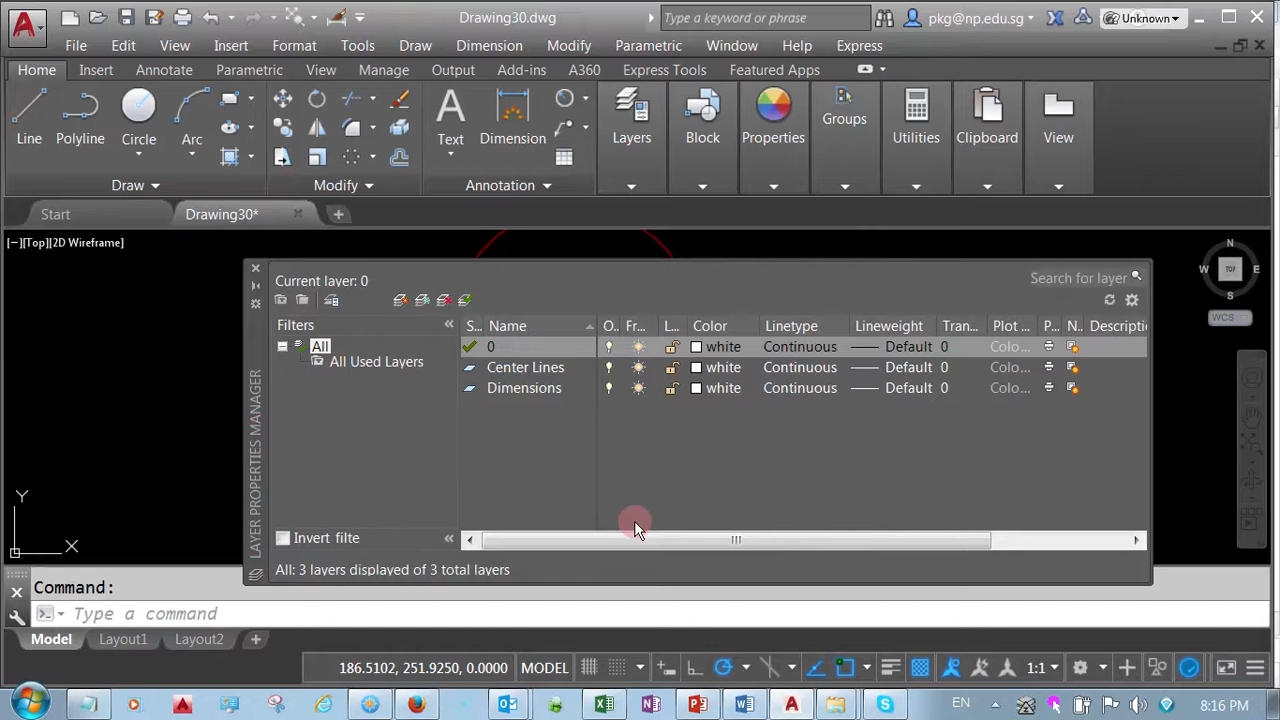 Drawing30.dwg
Type a keyword or phrase
pkg@np.edu.sg
Unknown
File Edit View Insert Format Tools Draw Dimension Modify Parametric Window Help Express
Home Insert Annotate Parametric View Manage Output Add-ins A360 Express Tools Featured Apps
A
Line Polyline Circle Arc Text Dimension Layers Block Properties Groups Utilities Clipboard View
Draw Modify Annotation
Start Drawing30*
[−][Top][2D Wireframe]
N
W TOP E
S
WCS
Current layer: 0
Search for layer
Filters
S... Name O. Fr... L... Color Linetype Lineweight Tran... Plot ... P... N.. Descripti
All
0 white Continuous Default 0 Colo...
All Used Layers
Center Lines white Continuous Default 0 Colo...
Dimensions white Continuous Default 0 Colo...
LAYER PROPERTIES MANAGER
Invert filte
All: 3 layers displayed of 3 total layers
Y
X
Command:
Type a command
Model Layout1 Layout2
186.5102, 251.9250, 0.0000 MODEL 1:1
EN 8:16 PM